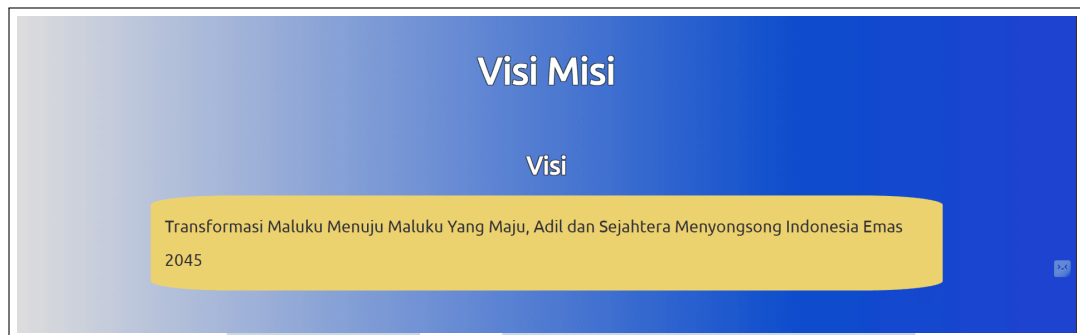 Visi Misi
Visi
Transformasi Maluku Menuju Maluku Yang Maju, Adil dan Sejahtera Menyongsong Indonesia Emas
2045